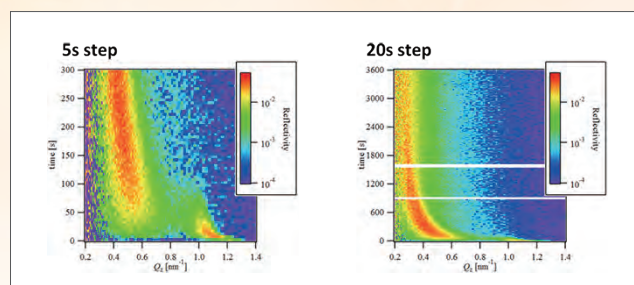 5s step
20s step
300
250
200
150
100
50
0
time [s]
0.2 0.4 0.6 0.8 1.0 1.2 1.4
Qz [nm⁻¹]
10⁻²
10⁻³
10⁻⁴
Reflectivity
3600
3000
2400
1800
1200
600
0
time [s]
0.2 0.4 0.6 0.8 1.0 1.2 1.4
Qz [nm⁻¹]
10⁻²
10⁻³
10⁻⁴
Reflectivity